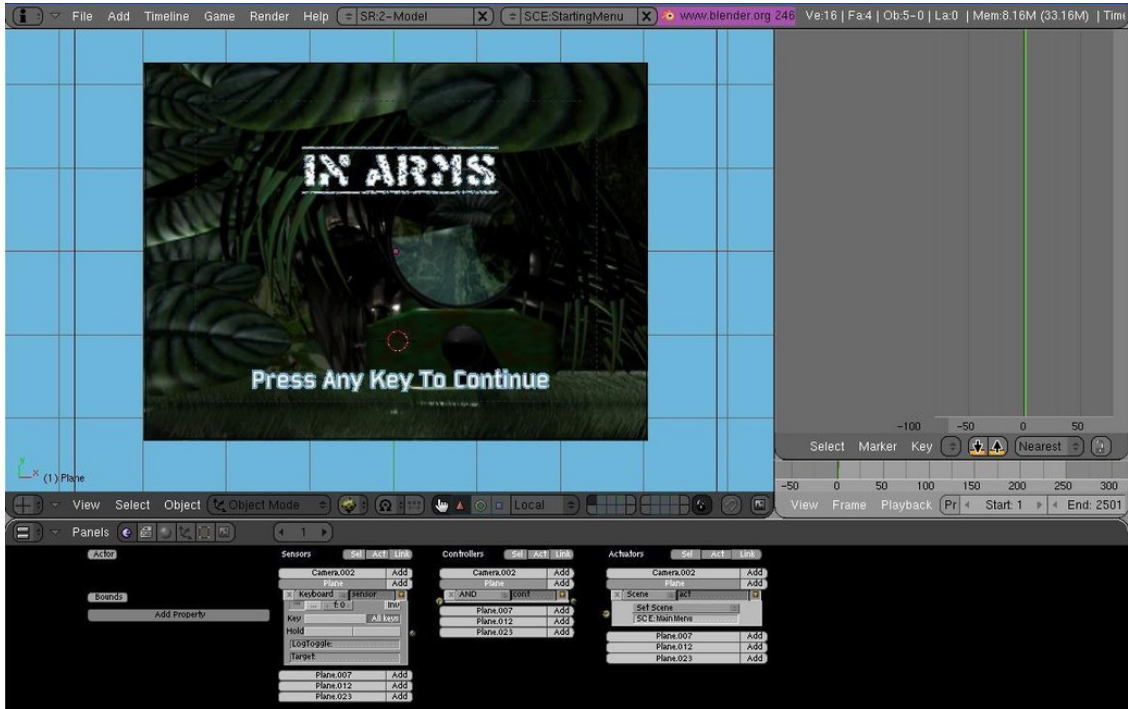 File Add Timeline Game Render Help SR:2-Model SCE:StartingMenu www.blender.org 246 Ve:16 | Fa:4 | Ob:5-0 | La:0 | Mem:8.16M (33.16M) | Time
IN ARMS
Press Any Key To Continue
(1) Plane
View Select Object Object Mode Local
-100 -50 0 50
Select Marker Key Nearest
-50 0 50 100 150 200 250 300
View Frame Playback Pr Start: 1 End: 2501
Panels 1
Actor
Bounds
Add Property
Sensors Sel Act Link
Camera.002 Add
Plane Add
X Keyboard sensor
f: 0 Inv
Key All keys
Hold
LogToggle:
Target:
Plane.007 Add
Plane.012 Add
Plane.023 Add
Controllers Sel Act Link
Camera.002 Add
Plane Add
X AND cont
Plane.007 Add
Plane.012 Add
Plane.023 Add
Actuators Sel Act Link
Camera.002 Add
Plane Add
X Scene act
Set Scene
SCE:Main Menu
Plane.007 Add
Plane.012 Add
Plane.023 Add